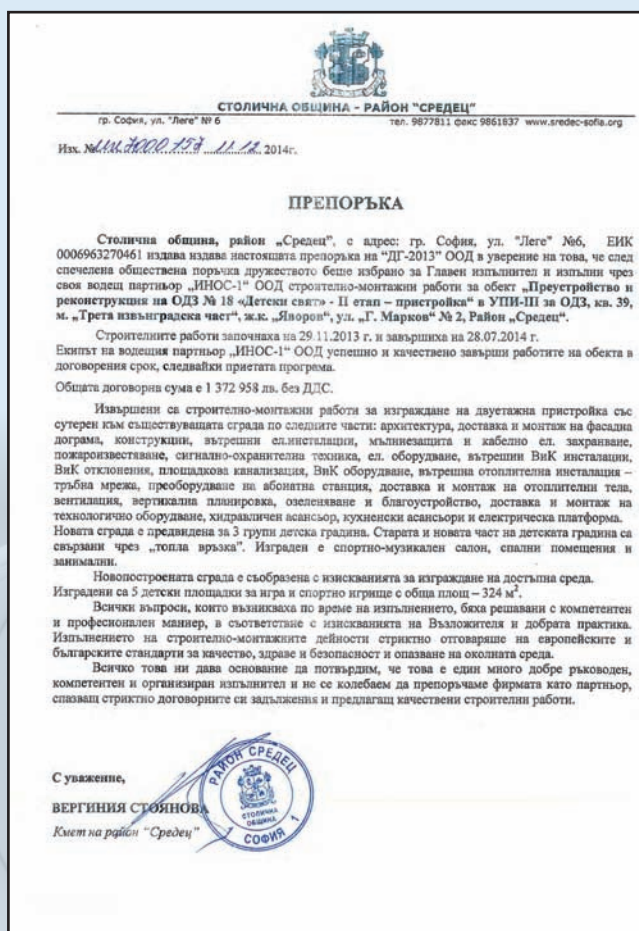 СТОЛИЧНА ОБЩИНА - РАЙОН "СРЕДЕЦ"
гр. София, ул. "Леге" № 6 тел. 9877811 факс 9861837 www.sredec-sofia.org
Изх. № 11.12. 2014г.
ПРЕПОРЪКА
Столична община, район „Средец", с адрес: гр. София, ул. "Леге" №6, ЕИК
0006963270461 издава издава настоящата препоръка на “ДГ-2013” ООД в уверение на това, че след
спечелена обществена поръчка дружеството беше избрано за Главен изпълнител и изпълни чрез
своя водещ партньор „ИНОС-1“ ООД строително-монтажни работи за обект „Преустройство и
реконструкция на ОДЗ № 18 «Детски свят» - II етап – пристройка“ в УПИ-III за ОДЗ, кв. 39,
м. „Трета извънградска част“, ж.к. „Яворов“, ул. „Г. Марков“ № 2, Район „Средец“.
Строителните работи започнаха на 29.11.2013 г. и завършиха на 28.07.2014 г.
Екипът на водещия партньор „ИНОС-1“ ООД успешно и качествено завърши работите на обекта в
договорения срок, следвайки приетата програма.
Общата договорна сума е 1 372 958 лв. без ДДС.
Извършени са строително-монтажни работи за изграждане на двуетажна пристройка със
сутерен към съществуващата сграда по следните части: архитектура, доставка и монтаж на фасадна
дограма, конструкции, вътрешни ел.инсталации, мълниезащита и кабелно ел. захранване,
пожароизвестяване, сигнално-охранителна техника, ел. оборудване, вътрешни ВиК инсталации,
ВиК отклонения, площадкова канализация, ВиК оборудване, вътрешна отоплителна инсталация –
тръбна мрежа, преоборудване на абонатна станция, доставка и монтаж на отоплителни тела,
вентилация, вертикална планировка, озеленяване и благоустройство, доставка и монтаж на
технологично оборудване, хидравличен асансьор, кухненски асансьори и електрическа платформа.
Новата сграда е предвидена за 3 групи детска градина. Старата и новата част на детската градина са
свързани чрез „топла връзка”. Изграден е спортно-музикален салон, спални помещения и
занимални.
Новопостроената сграда е съобразена с изискванията за изграждане на достъпна среда.
Изградени са 5 детски площадки за игра и спортно игрище с обща площ – 324 м².
Всички въпроси, които възникваха по време на изпълнението, бяха решавани с компетентен
и професионален маниер, в съответствие с изискванията на Възложителя и добрата практика.
Изпълнението на строително-монтажните дейности стриктно отговаряше на европейските и
българските стандарти за качество, здраве и безопасност и опазване на околната среда.
Всичко това ни дава основание да потвърдим, че това е един много добре ръководен,
компетентен и организиран изпълнител и не се колебаем да препоръчаме фирмата като партньор,
спазващ стриктно договорните си задължения и предлагащ качествени строителни работи.
С уважение,
ВЕРГИНИЯ СТОЯНОВА
Кмет на район "Средец"
РАЙОН СРЕДЕЦ
СТОЛИЧНА
ОБЩИНА
СОФИЯ 1